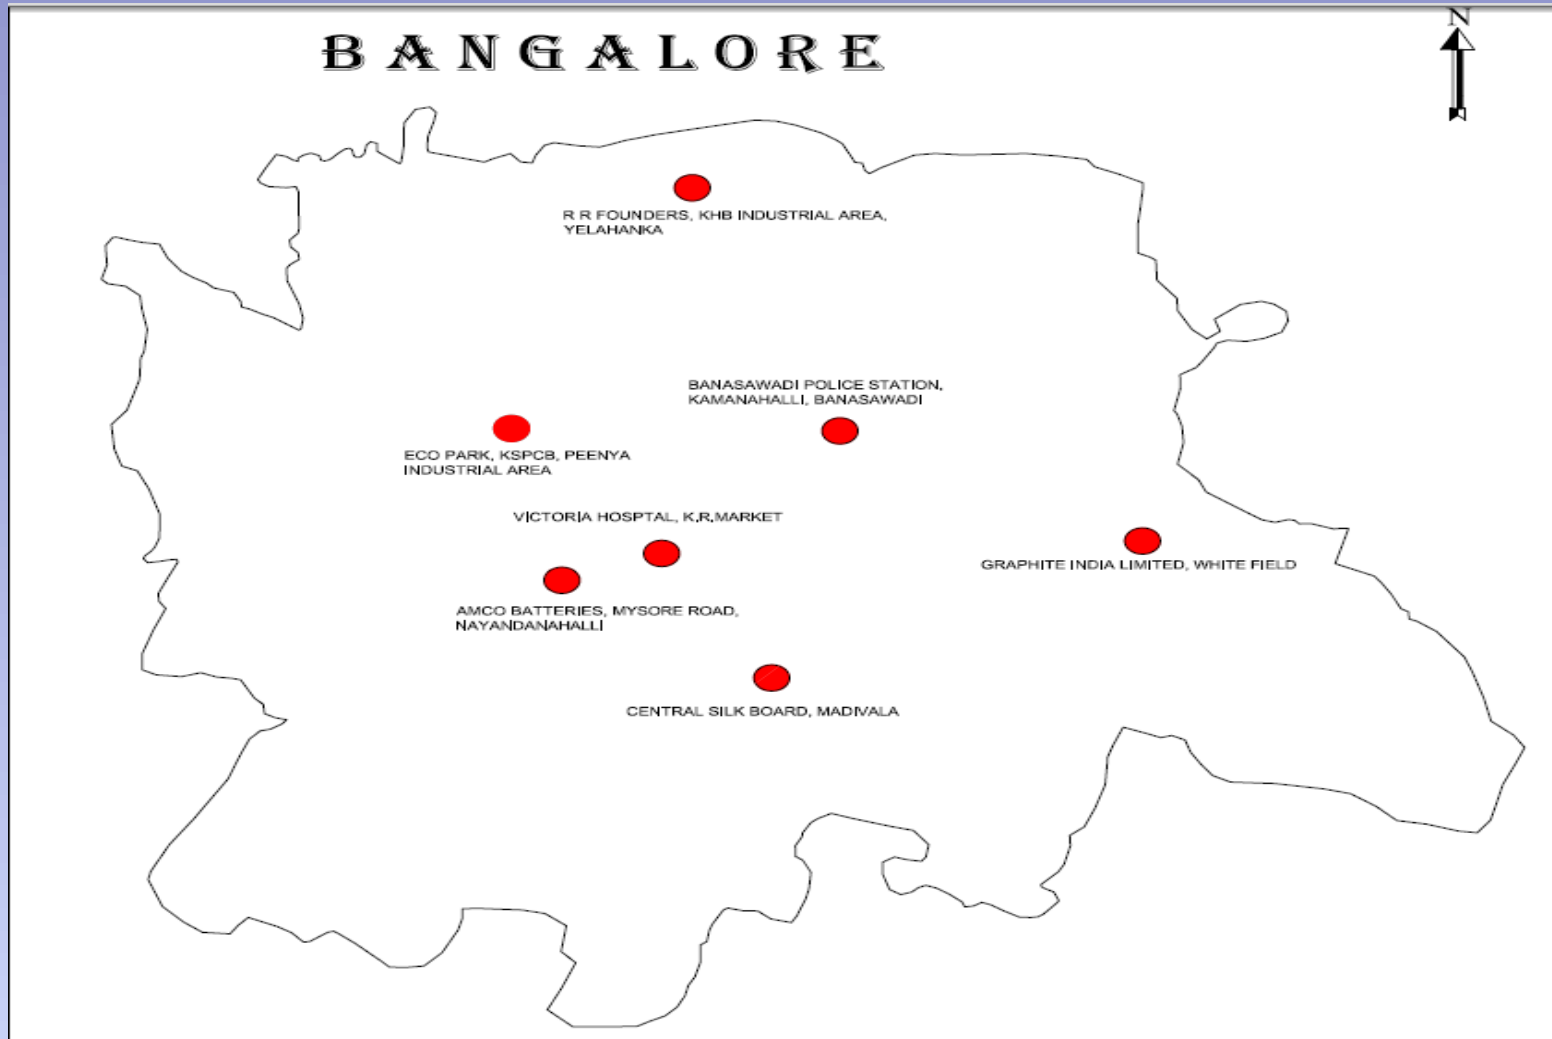 BANGALORE
N
R R FOUNDERS, KHB INDUSTRIAL AREA,
YELAHANKA
BANASAWADI POLICE STATION,
KAMANAHALLI, BANASAWADI
ECO PARK, KSPCB, PEENYA
INDUSTRIAL AREA
VICTORIA HOSPTAL, K.R.MARKET
GRAPHITE INDIA LIMITED, WHITE FIELD
AMCO BATTERIES, MYSORE ROAD,
NAYANDANAHALLI
CENTRAL SILK BOARD, MADIVALA